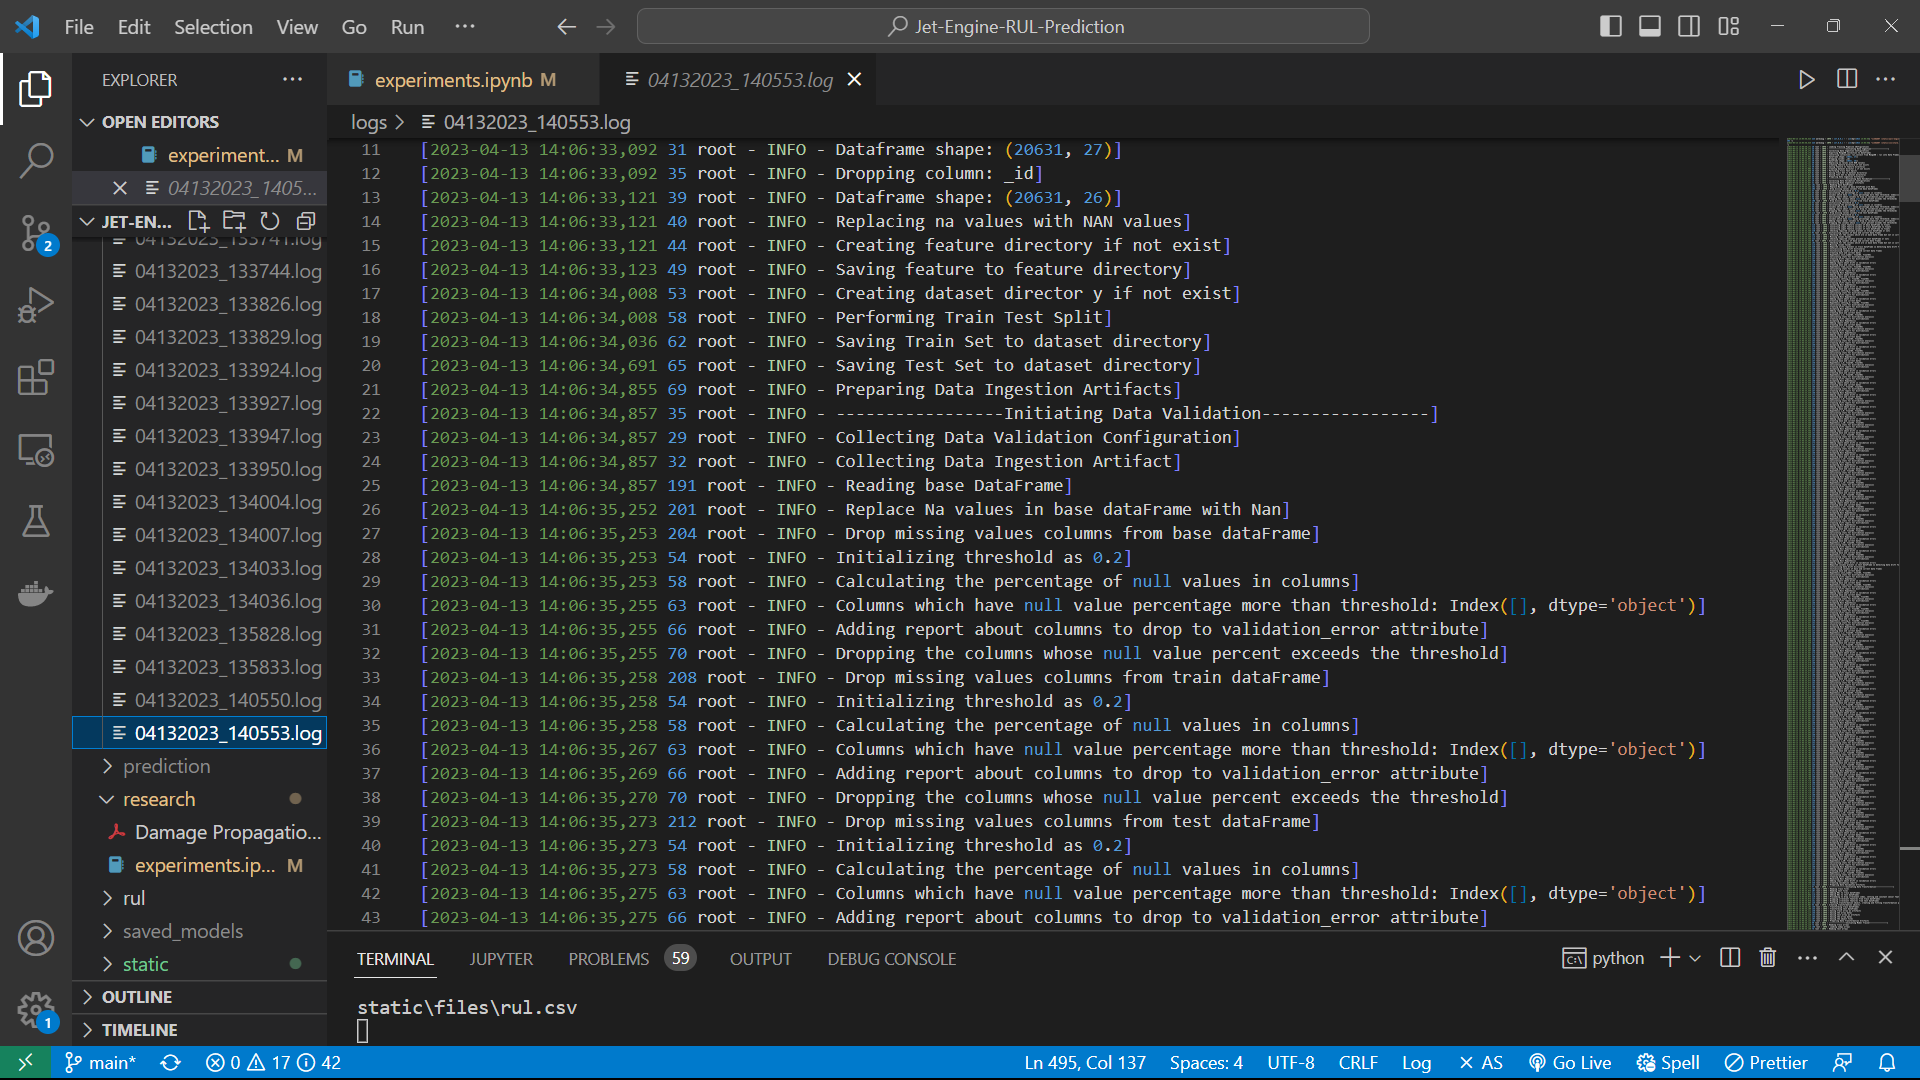 File Edit Selection View Go Run ··· Jet-Engine-RUL-Prediction
EXPLORER ···
OPEN EDITORS
experiment... M
04132023_1405...
JET-EN...
04132023_133741.log
04132023_133744.log
04132023_133826.log
04132023_133829.log
04132023_133924.log
04132023_133927.log
04132023_133947.log
04132023_133950.log
04132023_134004.log
04132023_134007.log
04132023_134033.log
04132023_134036.log
04132023_135828.log
04132023_135833.log
04132023_140550.log
04132023_140553.log
prediction
research
Damage Propagatio...
experiments.ip... M
rul
saved_models
static
OUTLINE
TIMELINE
2
1
experiments.ipynb M 04132023_140553.log
logs > 04132023_140553.log
11 [2023-04-13 14:06:33,092 31 root - INFO - Dataframe shape: (20631, 27)]
12 [2023-04-13 14:06:33,092 35 root - INFO - Dropping column: _id]
13 [2023-04-13 14:06:33,121 39 root - INFO - Dataframe shape: (20631, 26)]
14 [2023-04-13 14:06:33,121 40 root - INFO - Replacing na values with NAN values]
15 [2023-04-13 14:06:33,121 44 root - INFO - Creating feature directory if not exist]
16 [2023-04-13 14:06:33,123 49 root - INFO - Saving feature to feature directory]
17 [2023-04-13 14:06:34,008 53 root - INFO - Creating dataset director y if not exist]
18 [2023-04-13 14:06:34,008 58 root - INFO - Performing Train Test Split]
19 [2023-04-13 14:06:34,036 62 root - INFO - Saving Train Set to dataset directory]
20 [2023-04-13 14:06:34,691 65 root - INFO - Saving Test Set to dataset directory]
21 [2023-04-13 14:06:34,855 69 root - INFO - Preparing Data Ingestion Artifacts]
22 [2023-04-13 14:06:34,857 35 root - INFO - -----------------Initiating Data Validation-----------------]
23 [2023-04-13 14:06:34,857 29 root - INFO - Collecting Data Validation Configuration]
24 [2023-04-13 14:06:34,857 32 root - INFO - Collecting Data Ingestion Artifact]
25 [2023-04-13 14:06:34,857 191 root - INFO - Reading base DataFrame]
26 [2023-04-13 14:06:35,252 201 root - INFO - Replace Na values in base dataFrame with Nan]
27 [2023-04-13 14:06:35,253 204 root - INFO - Drop missing values columns from base dataFrame]
28 [2023-04-13 14:06:35,253 54 root - INFO - Initializing threshold as 0.2]
29 [2023-04-13 14:06:35,253 58 root - INFO - Calculating the percentage of null values in columns]
30 [2023-04-13 14:06:35,255 63 root - INFO - Columns which have null value percentage more than threshold: Index([], dtype='object')]
31 [2023-04-13 14:06:35,255 66 root - INFO - Adding report about columns to drop to validation_error attribute]
32 [2023-04-13 14:06:35,255 70 root - INFO - Dropping the columns whose null value percent exceeds the threshold]
33 [2023-04-13 14:06:35,258 208 root - INFO - Drop missing values columns from train dataFrame]
34 [2023-04-13 14:06:35,258 54 root - INFO - Initializing threshold as 0.2]
35 [2023-04-13 14:06:35,258 58 root - INFO - Calculating the percentage of null values in columns]
36 [2023-04-13 14:06:35,267 63 root - INFO - Columns which have null value percentage more than threshold: Index([], dtype='object')]
37 [2023-04-13 14:06:35,269 66 root - INFO - Adding report about columns to drop to validation_error attribute]
38 [2023-04-13 14:06:35,270 70 root - INFO - Dropping the columns whose null value percent exceeds the threshold]
39 [2023-04-13 14:06:35,273 212 root - INFO - Drop missing values columns from test dataFrame]
40 [2023-04-13 14:06:35,273 54 root - INFO - Initializing threshold as 0.2]
41 [2023-04-13 14:06:35,273 58 root - INFO - Calculating the percentage of null values in columns]
42 [2023-04-13 14:06:35,275 63 root - INFO - Columns which have null value percentage more than threshold: Index([], dtype='object')]
43 [2023-04-13 14:06:35,275 66 root - INFO - Adding report about columns to drop to validation_error attribute]
TERMINAL JUPYTER PROBLEMS 59 OUTPUT DEBUG CONSOLE python
static\files\rul.csv
main* 0 17 42 Ln 495, Col 137 Spaces: 4 UTF-8 CRLF Log AS Go Live Spell Prettier